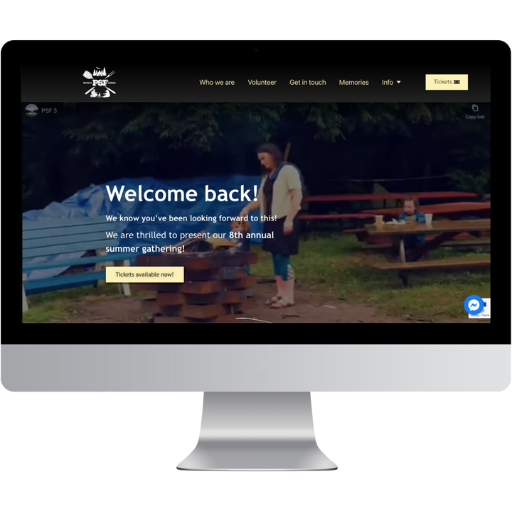 PSF
Who we are
Volunteer
Get in touch
Memories
Info
Tickets
PSF 3
Copy link
Welcome back!
We know you've been looking forward to this!
We are thrilled to present our 8th annual
summer gathering!
Tickets available now!